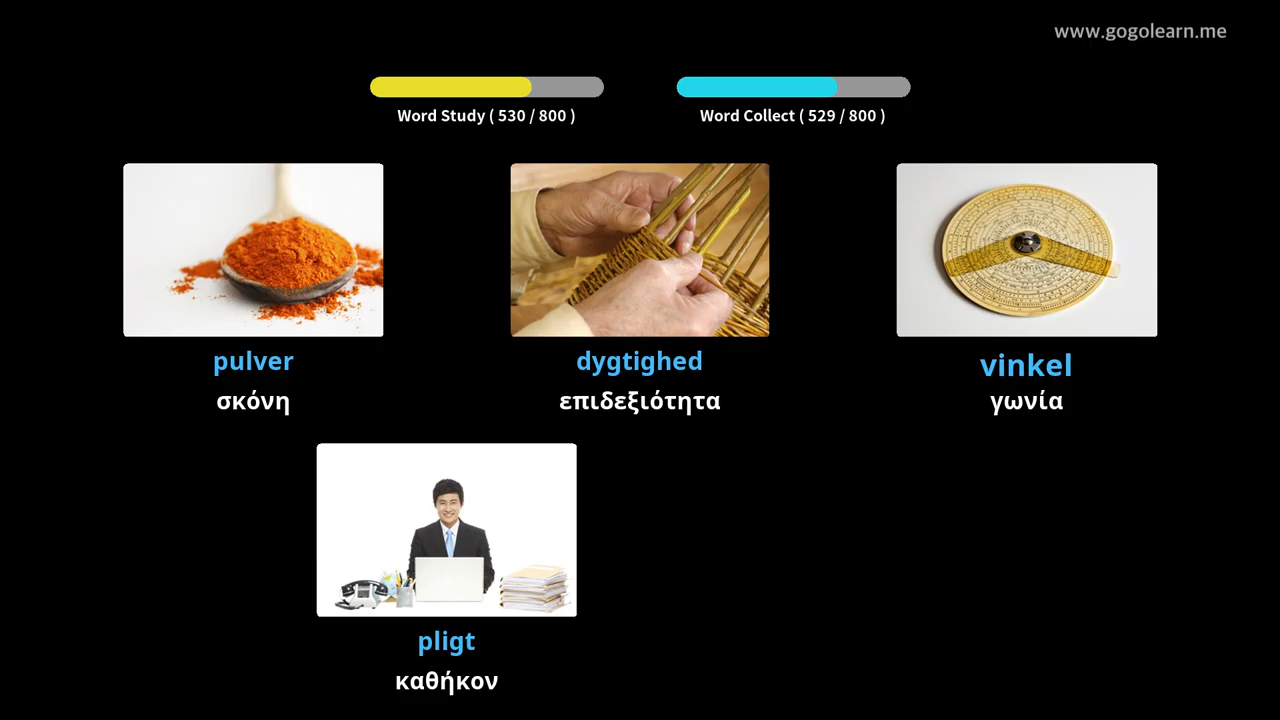 www.gogolearn.me
Word Study ( 530 / 800 )
Word Collect ( 529 / 800 )
pulver
σκόνη
dygtighed
επιδεξιότητα
vinkel
γωνία
pligt
καθήκον